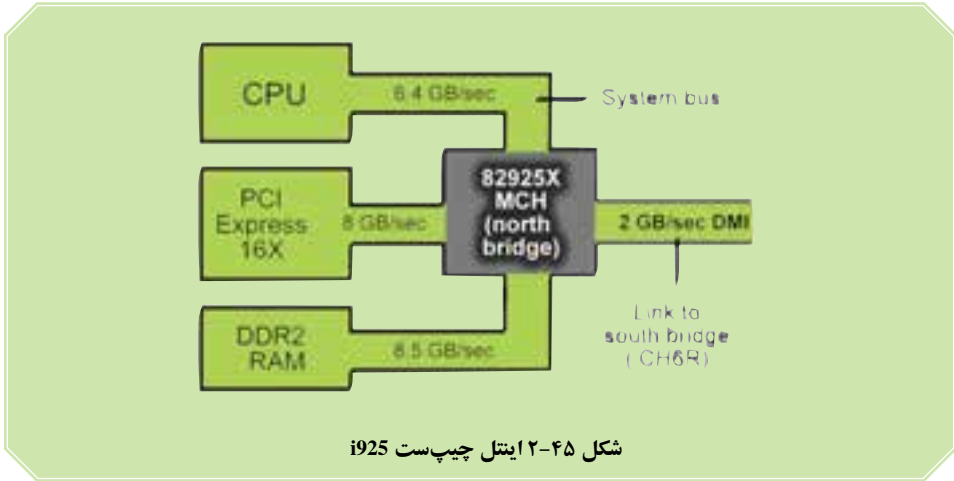 CPU
6.4 GB/sec
System bus
PCI
Express
16X
8 GB/sec
82925X
MCH
(north
bridge)
2 GB/sec DMI
Link to
south bridge
( CH6R)
DDR2
RAM
8.5 GB/sec
شکل ۴۵-۲ اینتل چیپ‌ست i925